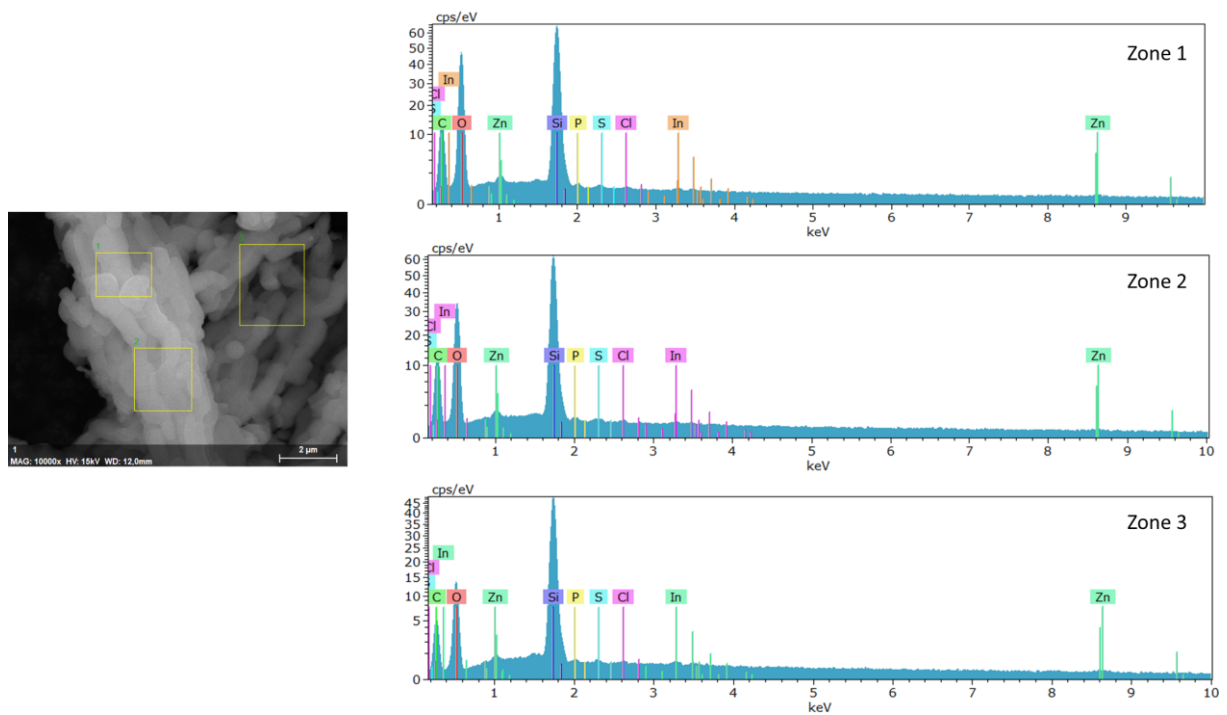 1
2
3
1
MAG: 10000x HV: 15kV WD: 12,0mm
2 µm
cps/eV
Zone 1
60
50
40
30
20
10
0
In
Cl
S
C O Zn Si P S Cl In Zn
1 2 3 4 5 6 7 8 9
keV
cps/eV
Zone 2
60
50
40
30
20
10
0
In
Cl
S
C O Zn Si P S Cl In Zn
1 2 3 4 5 6 7 8 9 10
keV
cps/eV
Zone 3
45
40
35
30
25
20
15
10
5
0
In
Cl
C O Zn Si P S Cl In Zn
1 2 3 4 5 6 7 8 9 10
keV